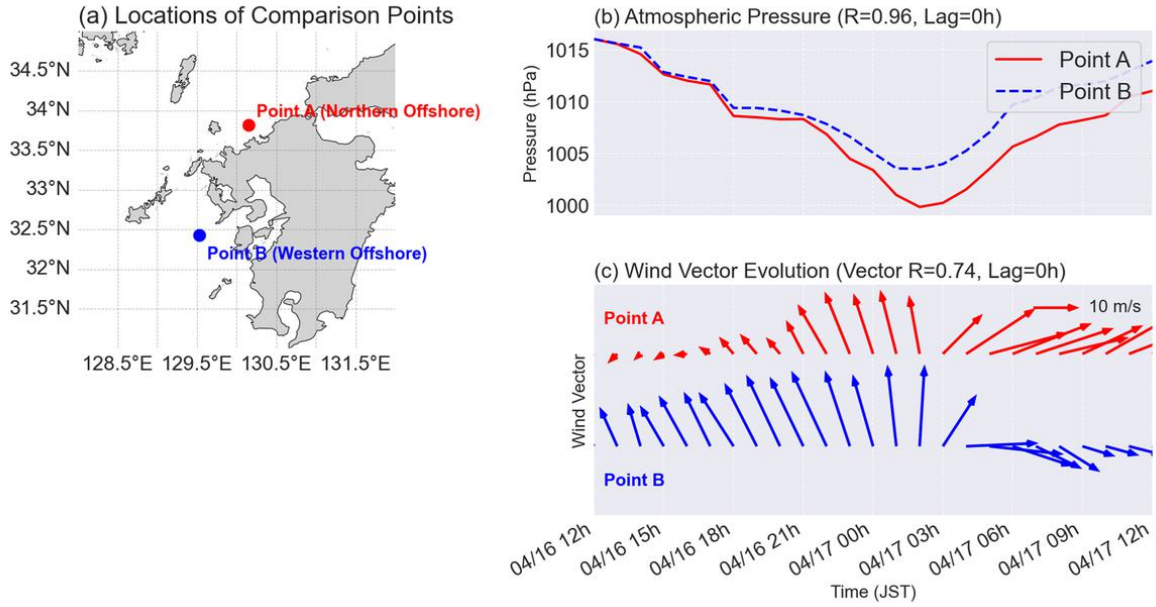 (a) Locations of Comparison Points
34.5°N
34°N
33.5°N
33°N
32.5°N
32°N
31.5°N
128.5°E 129.5°E 130.5°E 131.5°E
Point A (Northern Offshore)
Point B (Western Offshore)
(b) Atmospheric Pressure (R=0.96, Lag=0h)
Pressure (hPa)
1015
1010
1005
1000
Point A
Point B
(c) Wind Vector Evolution (Vector R=0.74, Lag=0h)
Wind Vector
Point A
10 m/s
Point B
04/16 12h
04/16 15h
04/16 18h
04/16 21h
04/17 00h
04/17 03h
04/17 06h
04/17 09h
04/17 12h
Time (JST)